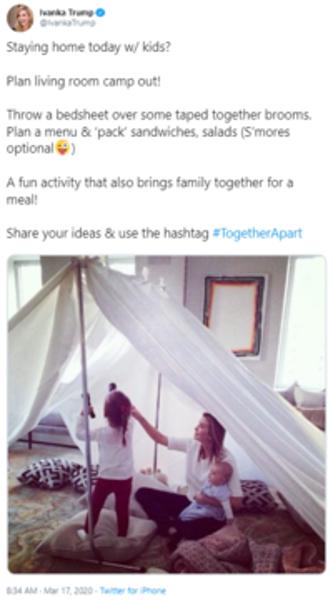 Ivanka Trump
@IvankaTrump
Staying home today w/ kids?
Plan living room camp out!
Throw a bedsheet over some taped together brooms.
Plan a menu & 'pack' sandwiches, salads (S'mores
optional😜)
A fun activity that also brings family together for a
meal!
Share your ideas & use the hashtag #TogetherApart
8:34 AM · Mar 17, 2020 · Twitter for iPhone